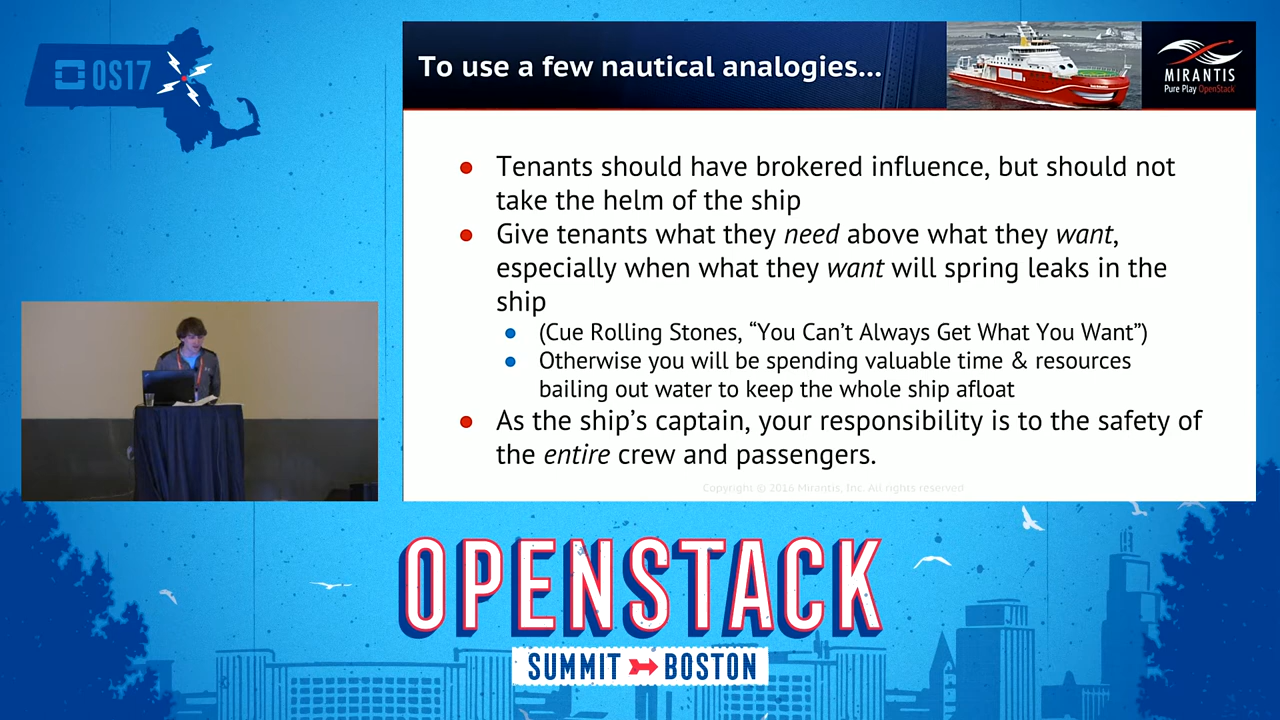 OS17
To use a few nautical analogies...
MIRANTIS
Pure Play OpenStack
Tenants should have brokered influence, but should not
take the helm of the ship
Give tenants what they need above what they want,
especially when what they want will spring leaks in the
ship
(Cue Rolling Stones, “You Can’t Always Get What You Want”)
Otherwise you will be spending valuable time & resources
bailing out water to keep the whole ship afloat
As the ship’s captain, your responsibility is to the safety of
the entire crew and passengers.
Copyright © 2016 Mirantis, Inc. All rights reserved
OPENSTACK
SUMMIT BOSTON